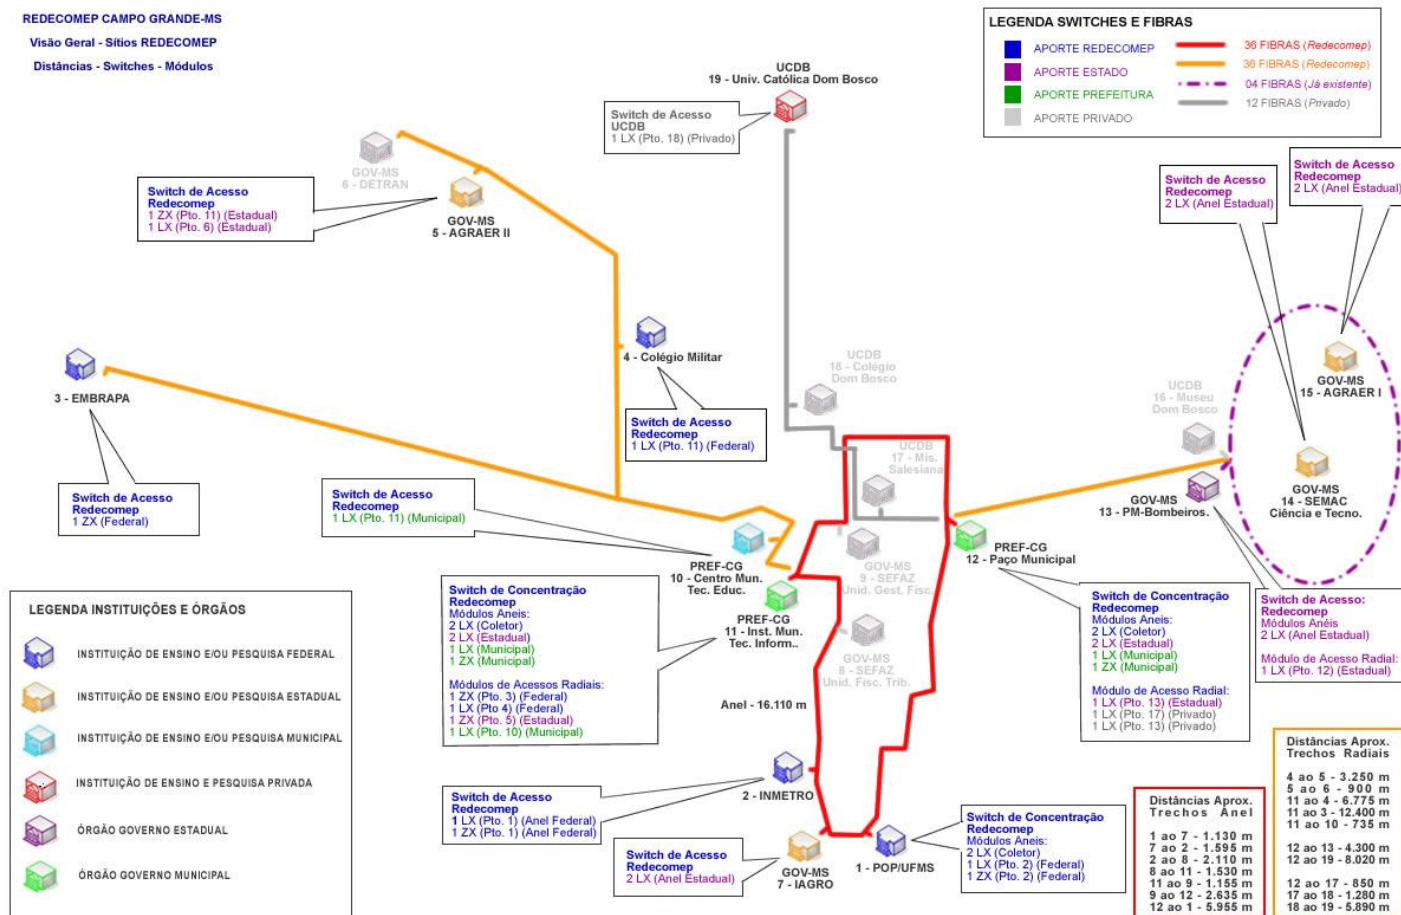 REDECOMEP CAMPO GRANDE-MS
Visão Geral - Sítios REDECOMEP
Distâncias - Switches - Módulos
LEGENDA SWITCHES E FIBRAS
APORTE REDECOMEP
36 FIBRAS (Redecomep)
APORTE ESTADO
36 FIBRAS (Redecomep)
APORTE PREFEITURA
04 FIBRAS (Já existente)
APORTE PRIVADO
12 FIBRAS (Privado)
UCDB
19 - Univ. Católica Dom Bosco
Switch de Acesso
UCDB
1 LX (Pto. 18) (Privado)
GOV-MS
6 - DETRAN
Switch de Acesso
Redecomep
1 ZX (Pto. 11) (Estadual)
1 LX (Pto. 6) (Estadual)
GOV-MS
5 - AGRAER II
Switch de Acesso
Redecomep
2 LX (Anel Estadual)
Switch de Acesso
Redecomep
2 LX (Anel Estadual)
4 - Colégio Militar
3 - EMBRAPA
Switch de Acesso
Redecomep
1 LX (Pto. 11) (Federal)
UCDB
18 - Colégio
Dom Bosco
UCDB
16 - Museu
Dom Bosco
GOV-MS
15 - AGRAER I
Switch de Acesso
Redecomep
1 ZX (Federal)
Switch de Acesso
Redecomep
1 LX (Pto. 11) (Municipal)
UCDB
17 - Mis.
Salesiana
GOV-MS
13 - PM-Bombeiros.
GOV-MS
14 - SEMAC
Ciência e Tecno.
PREF-CG
10 - Centro Mun.
Tec. Educ.
GOV-MS
9 - SEFAZ
Unid. Gest. Fisc.
PREF-CG
12 - Paço Municipal
PREF-CG
11 - Inst. Mun.
Tec. Inform..
GOV-MS
8 - SEFAZ
Unid. Fisc. Trib.
Switch de Concentração
Redecomep
Módulos Aneis:
2 LX (Coletor)
2 LX (Estadual)
1 LX (Municipal)
1 ZX (Municipal)
Módulos de Acessos Radiais:
1 ZX (Pto. 3) (Federal)
1 LX (Pto 4) (Federal)
1 ZX (Pto. 5) (Estadual)
1 LX (Pto. 10) (Municipal)
Switch de Concentração
Redecomep
Módulos Aneis:
2 LX (Coletor)
2 LX (Estadual)
1 LX (Municipal)
1 ZX (Municipal)
Módulo de Acesso Radial:
1 LX (Pto. 13) (Estadual)
1 LX (Pto. 17) (Privado)
1 LX (Pto. 13) (Privado)
Switch de Acesso:
Redecomep
Módulos Anéis
2 LX (Anel Estadual)
Módulo de Acesso Radial:
1 LX (Pto. 12) (Estadual)
Anel - 16.110 m
LEGENDA INSTITUIÇÕES E ÓRGÃOS
INSTITUIÇÃO DE ENSINO E/OU PESQUISA FEDERAL
INSTITUIÇÃO DE ENSINO E/OU PESQUISA ESTADUAL
INSTITUIÇÃO DE ENSINO E/OU PESQUISA MUNICIPAL
INSTITUIÇÃO DE ENSINO E PESQUISA PRIVADA
ÓRGÃO GOVERNO ESTADUAL
ÓRGÃO GOVERNO MUNICIPAL
2 - INMETRO
Switch de Acesso
Redecomep
1 LX (Pto. 1) (Anel Federal)
1 ZX (Pto. 1) (Anel Federal)
Switch de Acesso
Redecomep
2 LX (Anel Estadual)
GOV-MS
7 - IAGRO
1 - POP/UFMS
Switch de Concentração
Redecomep
Módulos Aneis:
2 LX (Coletor)
1 LX (Pto. 2) (Federal)
1 ZX (Pto. 2) (Federal)
Distâncias Aprox.
Trechos Anel
1 ao 7 - 1.130 m
7 ao 2 - 1.595 m
2 ao 8 - 2.110 m
8 ao 11 - 1.530 m
11 ao 9 - 1.155 m
9 ao 12 - 2.635 m
12 ao 1 - 5.955 m
Distâncias Aprox.
Trechos Radiais
4 ao 5 - 3.250 m
5 ao 6 - 900 m
11 ao 4 - 6.775 m
11 ao 3 - 12.400 m
11 ao 10 - 735 m
12 ao 13 - 4.300 m
12 ao 19 - 8.020 m
12 ao 17 - 850 m
17 ao 18 - 1.280 m
18 ao 19 - 5.890 m